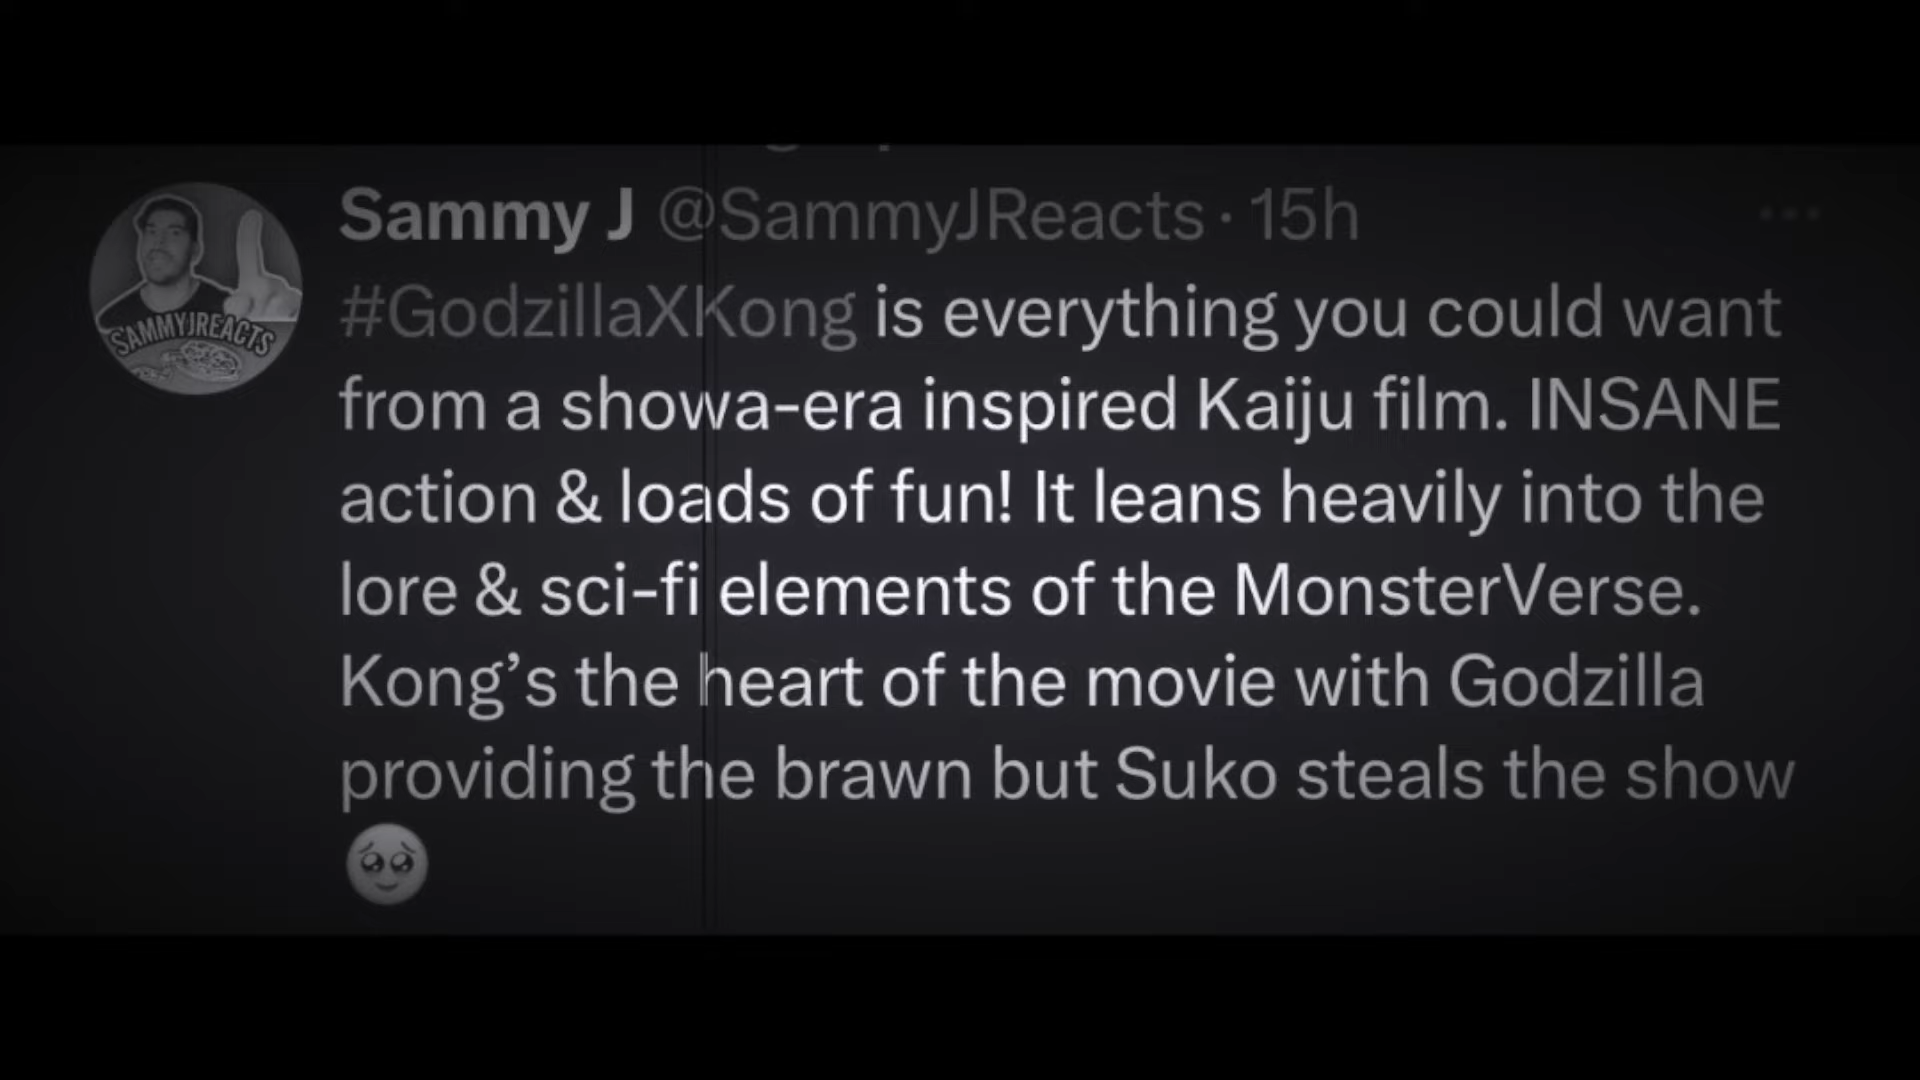 Sammy J @SammyJReacts · 15h
#GodzillaXKong is everything you could want
from a showa-era inspired Kaiju film. INSANE
action & loads of fun! It leans heavily into the
lore & sci-fi elements of the MonsterVerse.
Kong’s the heart of the movie with Godzilla
providing the brawn but Suko steals the show
🥹
SAMMYJREACTS